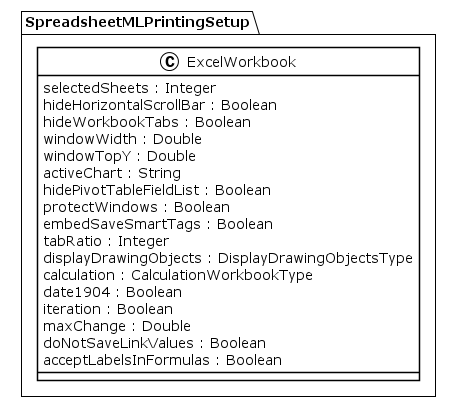 SpreadsheetMLPrintingSetup
C ExcelWorkbook
selectedSheets : Integer
hideHorizontalScrollBar : Boolean
hideWorkbookTabs : Boolean
windowWidth : Double
windowTopY : Double
activeChart : String
hidePivotTableFieldList : Boolean
protectWindows : Boolean
embedSaveSmartTags : Boolean
tabRatio : Integer
displayDrawingObjects : DisplayDrawingObjectsType
calculation : CalculationWorkbookType
date1904 : Boolean
iteration : Boolean
maxChange : Double
doNotSaveLinkValues : Boolean
acceptLabelsInFormulas : Boolean